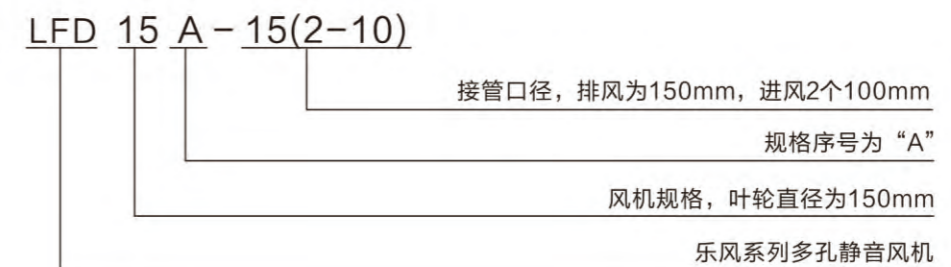 LFD 15 A - 15(2-10)
接管口径，排风为150mm，进风2个100mm
规格序号为“A”
风机规格，叶轮直径为150mm
乐风系列多孔静音风机